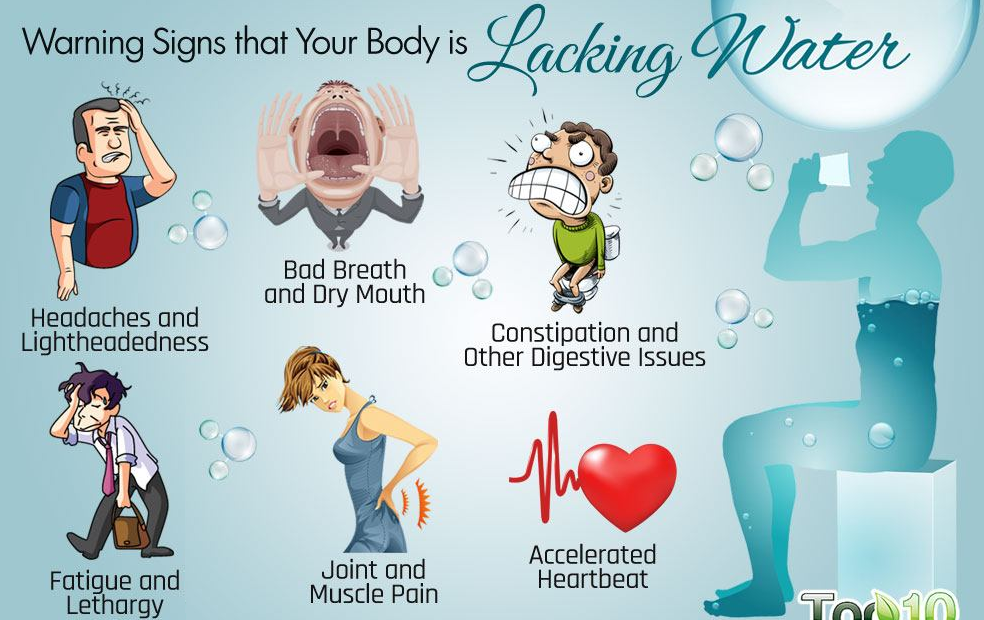 Warning Signs that Your Body is Lacking Water
Headaches and
Lightheadedness
Bad Breath
and Dry Mouth
Constipation and
Other Digestive Issues
Fatigue and
Lethargy
Joint and
Muscle Pain
Accelerated
Heartbeat
Top10